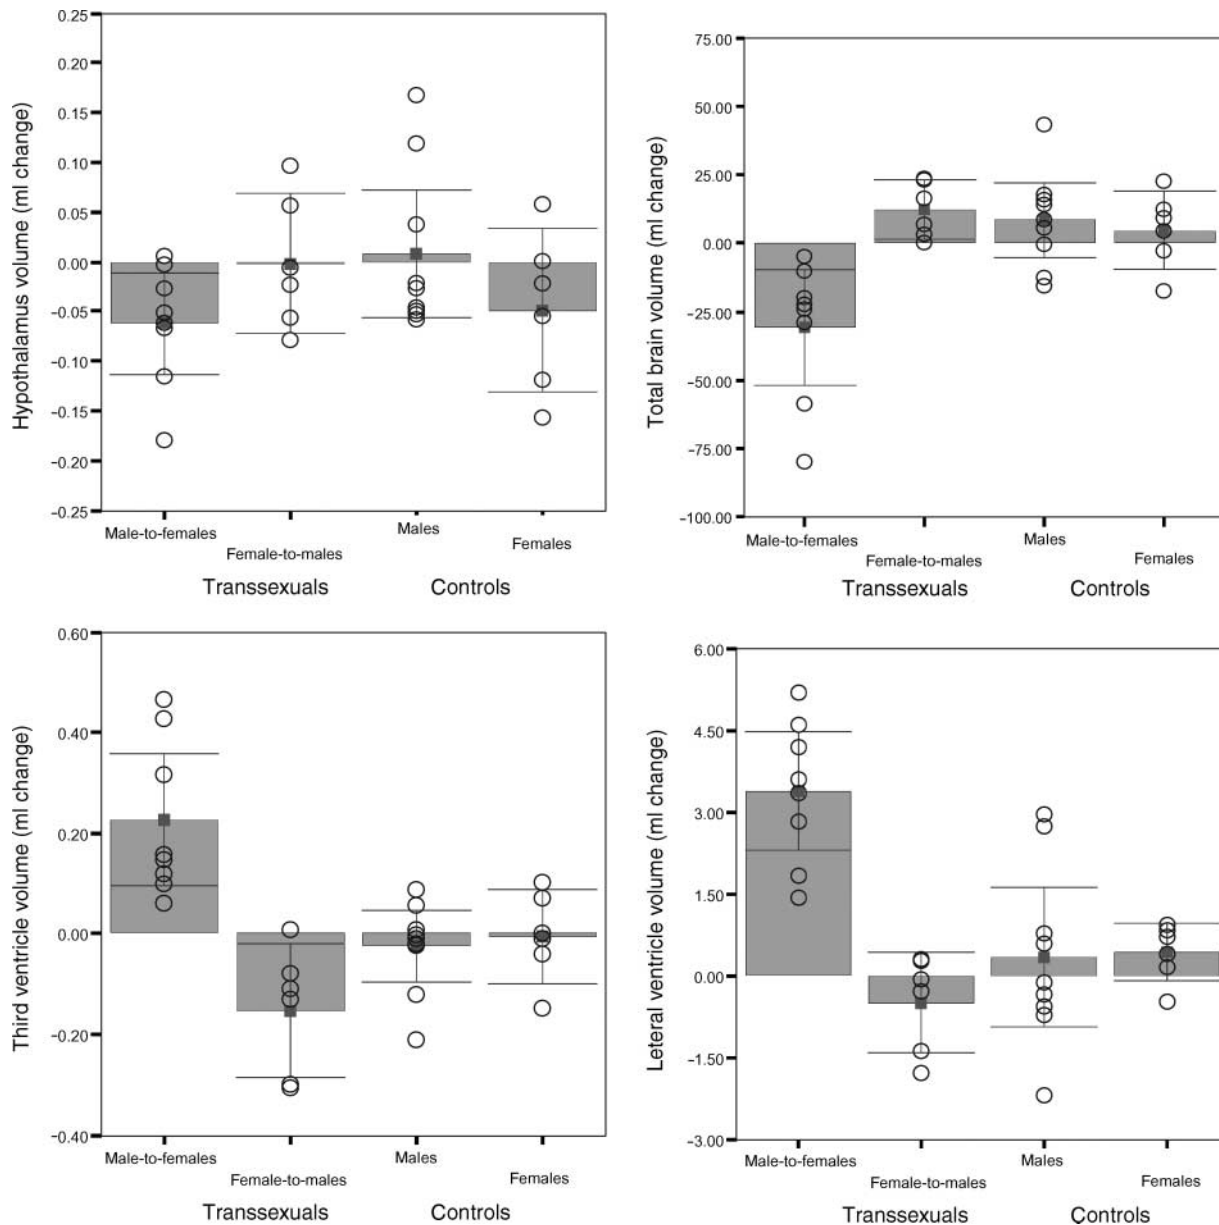 Hypothalamus volume (ml change)
0.25
0.20
0.15
0.10
0.05
0.00
−0.05
−0.10
−0.15
−0.20
−0.25
Male-to-females
Female-to-males
Males
Females
Transsexuals
Controls
Total brain volume (ml change)
75.00
50.00
25.00
0.00
−25.00
−50.00
−75.00
−100.00
Male-to-females
Female-to-males
Males
Females
Transsexuals
Controls
Third ventricle volume (ml change)
0.60
0.40
0.20
0.00
−0.20
−0.40
Male-to-females
Female-to-males
Males
Females
Transsexuals
Controls
Leteral ventricle volume (ml change)
6.00
4.50
3.00
1.50
0.00
−1.50
−3.00
Male-to-females
Female-to-males
Males
Females
Transsexuals
Controls